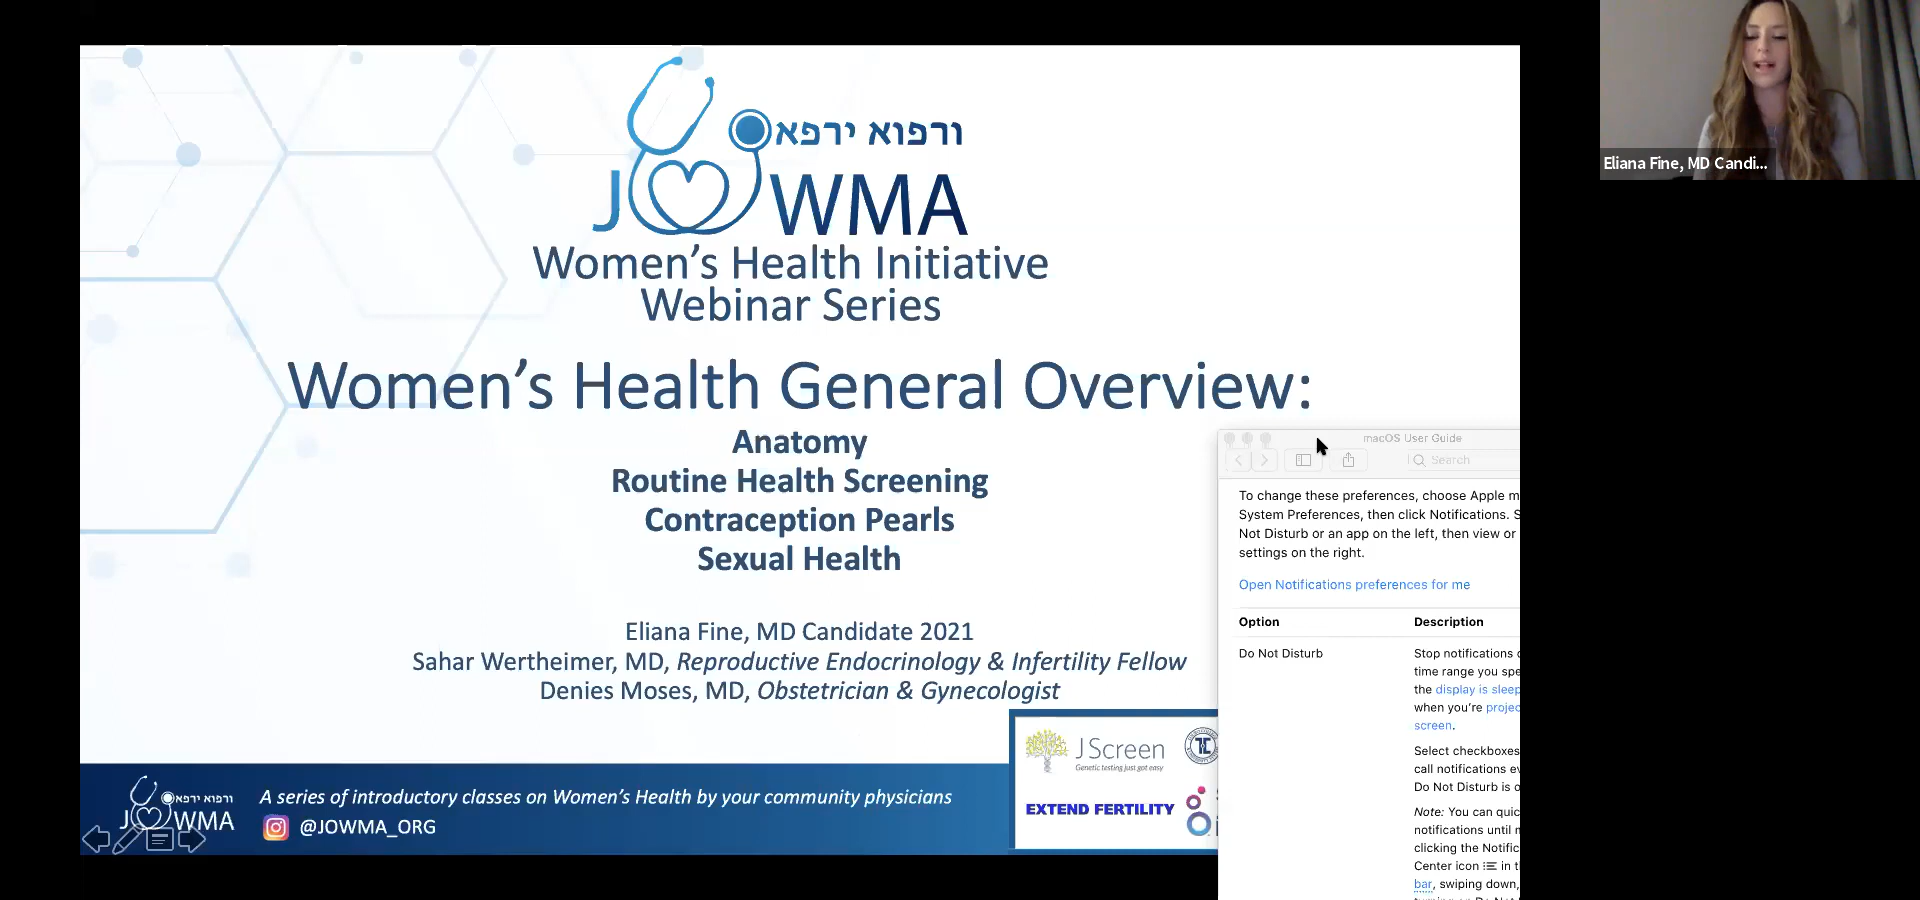 ורפוא ירפא
JOWMA
Women's Health Initiative
Webinar Series
Women's Health General Overview:
Anatomy
Routine Health Screening
Contraception Pearls
Sexual Health
Eliana Fine, MD Candidate 2021
Sahar Wertheimer, MD, Reproductive Endocrinology & Infertility Fellow
Denies Moses, MD, Obstetrician & Gynecologist
ורפוא ירפא
JOWMA
A series of introductory classes on Women's Health by your community physicians
@JOWMA_ORG
JScreen
Genetic testing just got easy
EXTEND FERTILITY
macOS User Guide
Search
To change these preferences, choose Apple m
System Preferences, then click Notifications. S
Not Disturb or an app on the left, then view or
settings on the right.
Open Notifications preferences for me
Option Description
Do Not Disturb Stop notifications
time range you spe
the display is sleep
when you're projec
screen.
Select checkboxes
call notifications ev
Do Not Disturb is o
Note: You can quic
notifications until
clicking the Notific
Center icon in t
bar, swiping down,
Eliana Fine, MD Candi...